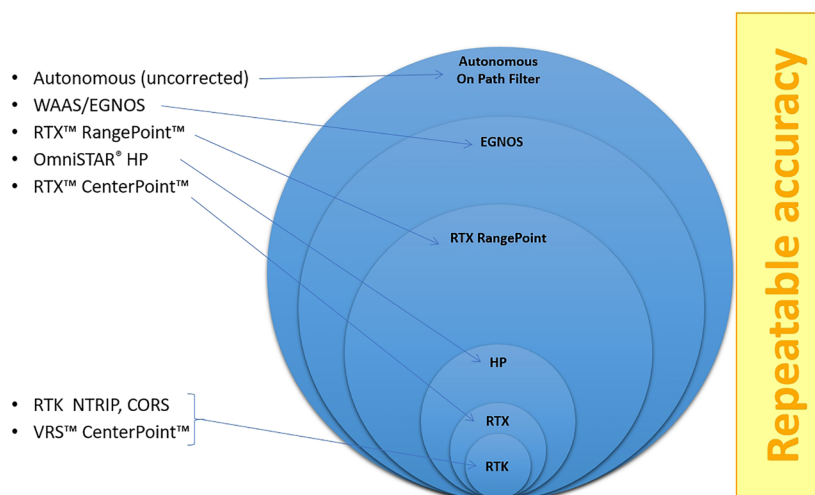 • Autonomous (uncorrected)
• WAAS/EGNOS
• RTX™ RangePoint™
• OmniSTAR® HP
• RTX™ CenterPoint™
• RTK NTRIP, CORS
• VRS™ CenterPoint™
Autonomous
On Path Filter
EGNOS
RTX RangePoint
HP
RTX
RTK
Repeatable accuracy